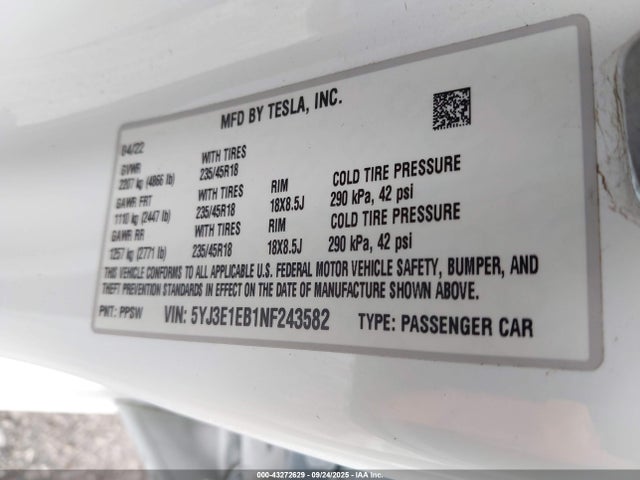 MFD BY TESLA, INC.
04/22
GVWR WITH TIRES
2207 kg (4866 lb) 235/45R18 RIM COLD TIRE PRESSURE
GAWR FRT WITH TIRES 18X8.5J 290 kPa, 42 psi
1110 kg (2447 lb) 235/45R18 RIM COLD TIRE PRESSURE
GAWR RR WITH TIRES 18X8.5J 290 kPa, 42 psi
1257 kg (2771 lb) 235/45R18
THIS VEHICLE CONFORMS TO ALL APPLICABLE U.S. FEDERAL MOTOR VEHICLE SAFETY, BUMPER, AND
THEFT PREVENTION STANDARDS IN EFFECT ON THE DATE OF MANUFACTURE SHOWN ABOVE.
PNT: PPSW VIN: 5YJ3E1EB1NF243582 TYPE: PASSENGER CAR
000-43272629 - 09/24/2025 - IAA Inc.